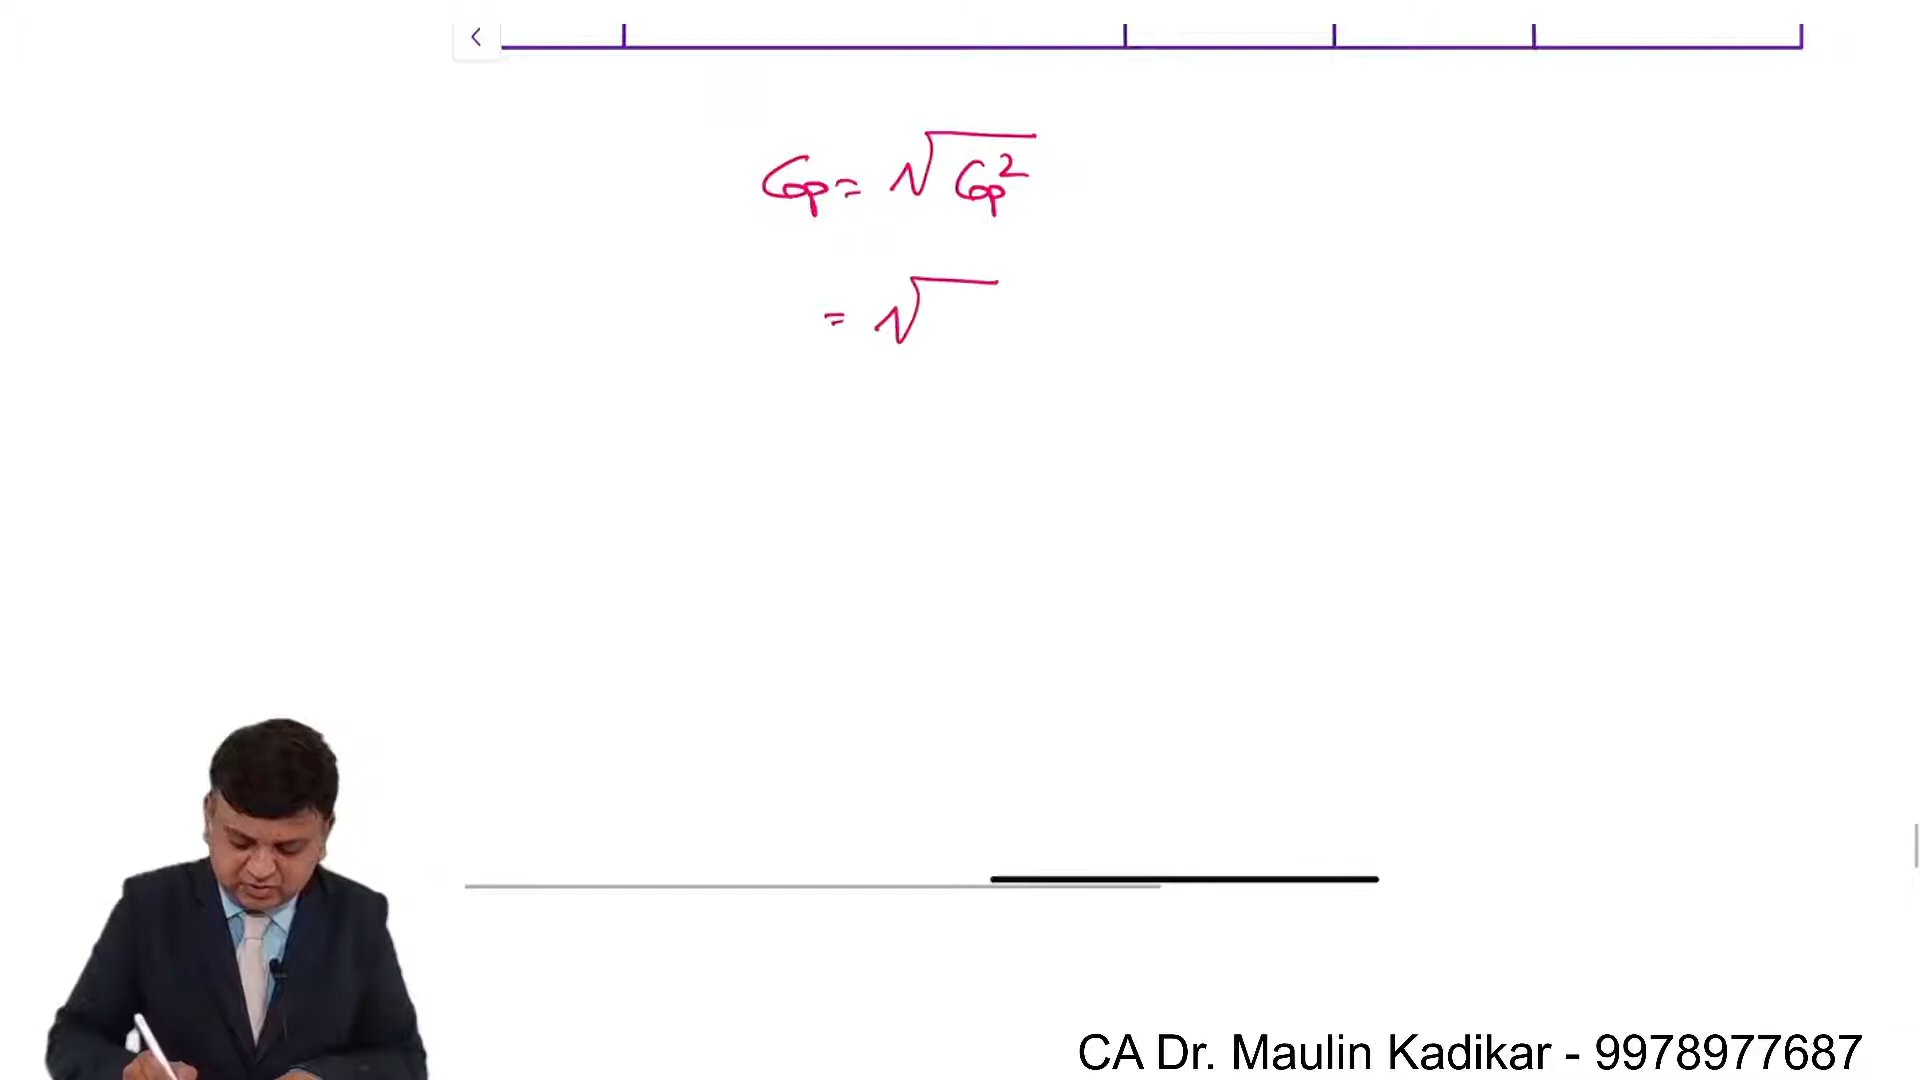 σp = √σp²
= √
CA Dr. Maulin Kadikar - 9978977687